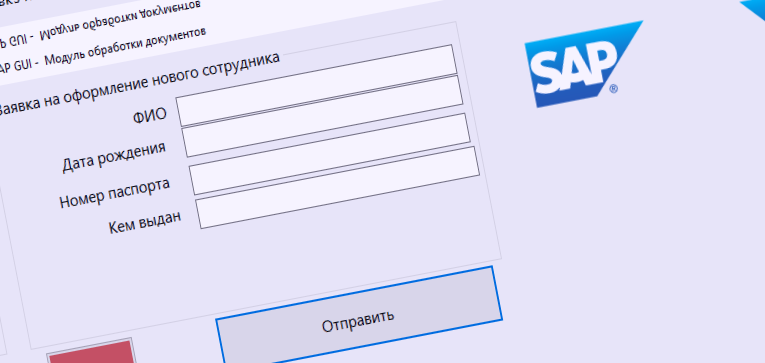 SAP GUI - Модуль обработки документов
AP GUI - Модуль обработки документов
Заявка на оформление нового сотрудника
ФИО
Дата рождения
Номер паспорта
Кем выдан
Отправить
SAP®